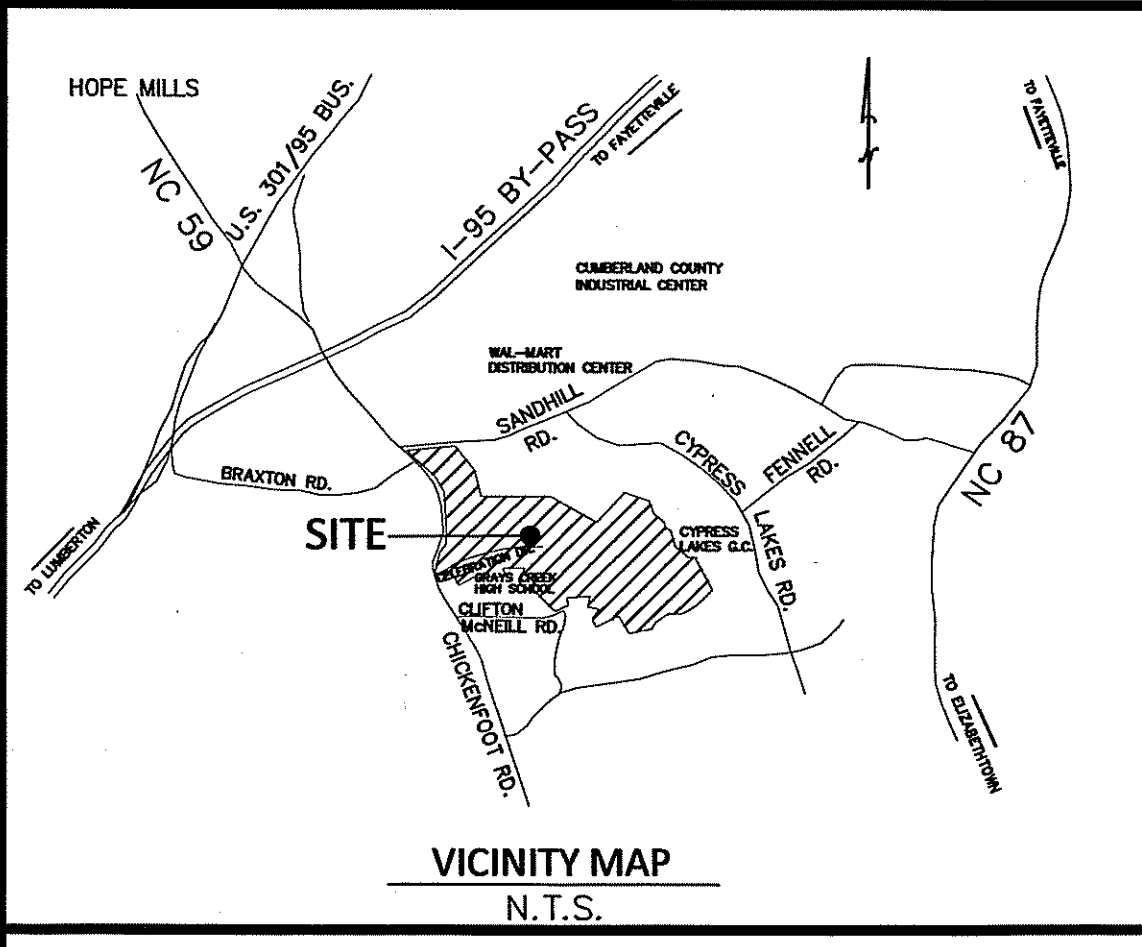 HOPE MILLS
NC 59
U.S. 301/95 BUS.
I-95 BY-PASS
TO FAYETTEVILLE
N
TO FAYETTEVILLE
CUMBERLAND COUNTY
INDUSTRIAL CENTER
WAL-MART
DISTRIBUTION CENTER
SANDHILL
RD.
CYPRESS
LAKES RD.
FENNELL
RD.
NC 87
BRAXTON RD.
SITE
TO LUMBERTON
CELEBRATION DR.
GRAYS CREEK
HIGH SCHOOL
CYPRESS
LAKES G.C.
CLIFTON
McNEILL RD.
CHICKENFOOT RD.
TO ELIZABETHTOWN
VICINITY MAP
N.T.S.